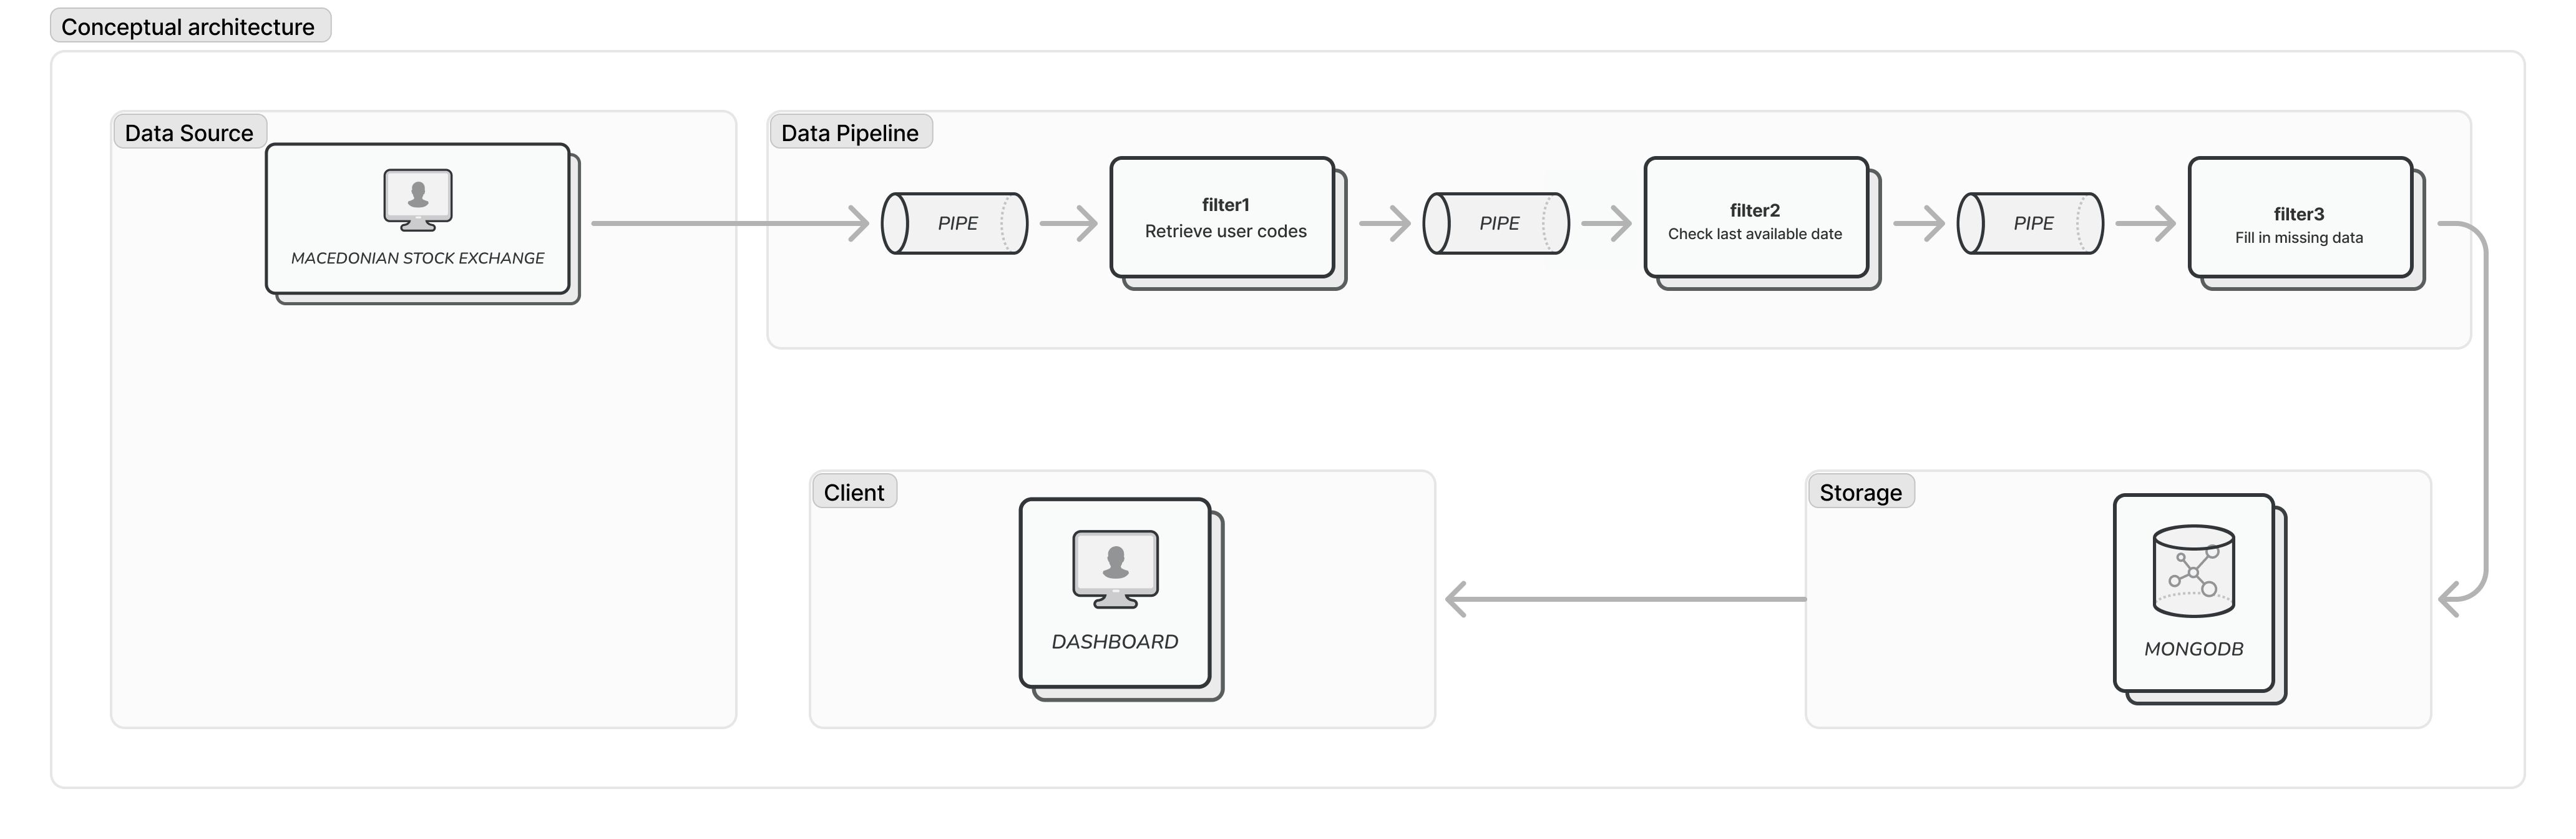 Conceptual architecture
Data Source
MACEDONIAN STOCK EXCHANGE
Data Pipeline
PIPE
filter1
Retrieve user codes
PIPE
filter2
Check last available date
PIPE
filter3
Fill in missing data
Client
DASHBOARD
Storage
MONGODB